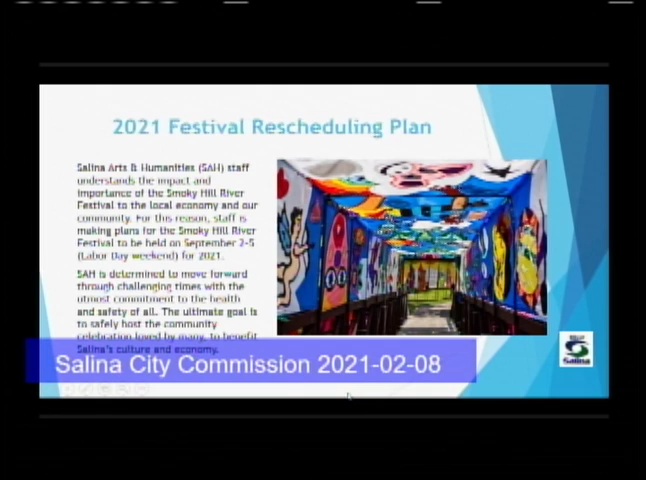 2021 Festival Rescheduling Plan
Salina Arts & Humanities (SAH) staff
understands the impact and
importance of the Smoky Hill River
Festival to the local economy and our
community. For this reason, staff is
making plans for the Smoky Hill River
Festival to be held on September 2-5
(Labor Day weekend) for 2021.
SAH is determined to move forward
through challenging times with the
utmost commitment to the health
and safety of all. The ultimate goal is
to safely host the community
celebration loved by many, to benefit
Salina's culture and economy.
Salina City Commission 2021-02-08
Salina